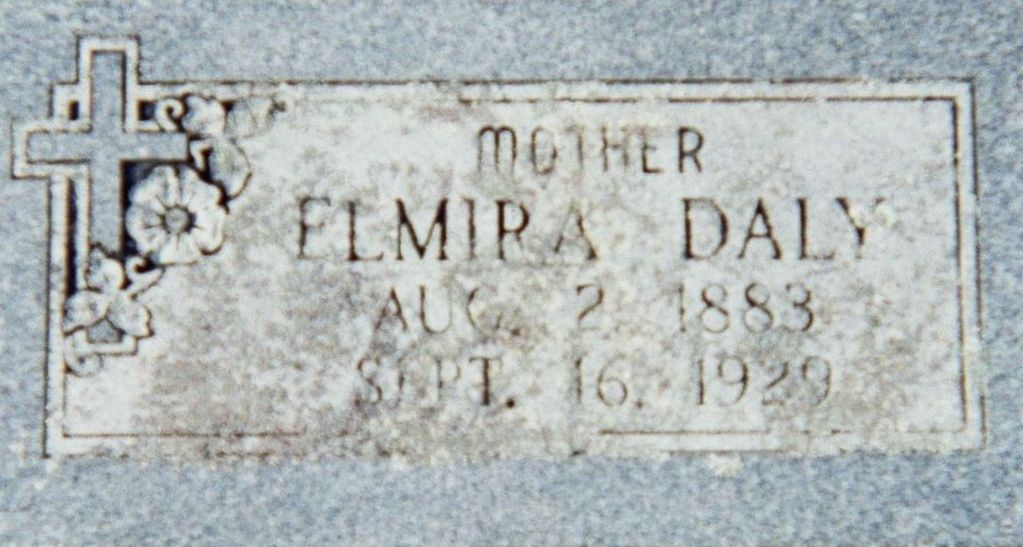 MOTHER
ELMIRA DALY
AUG. 2, 1883
SEPT. 16, 1929